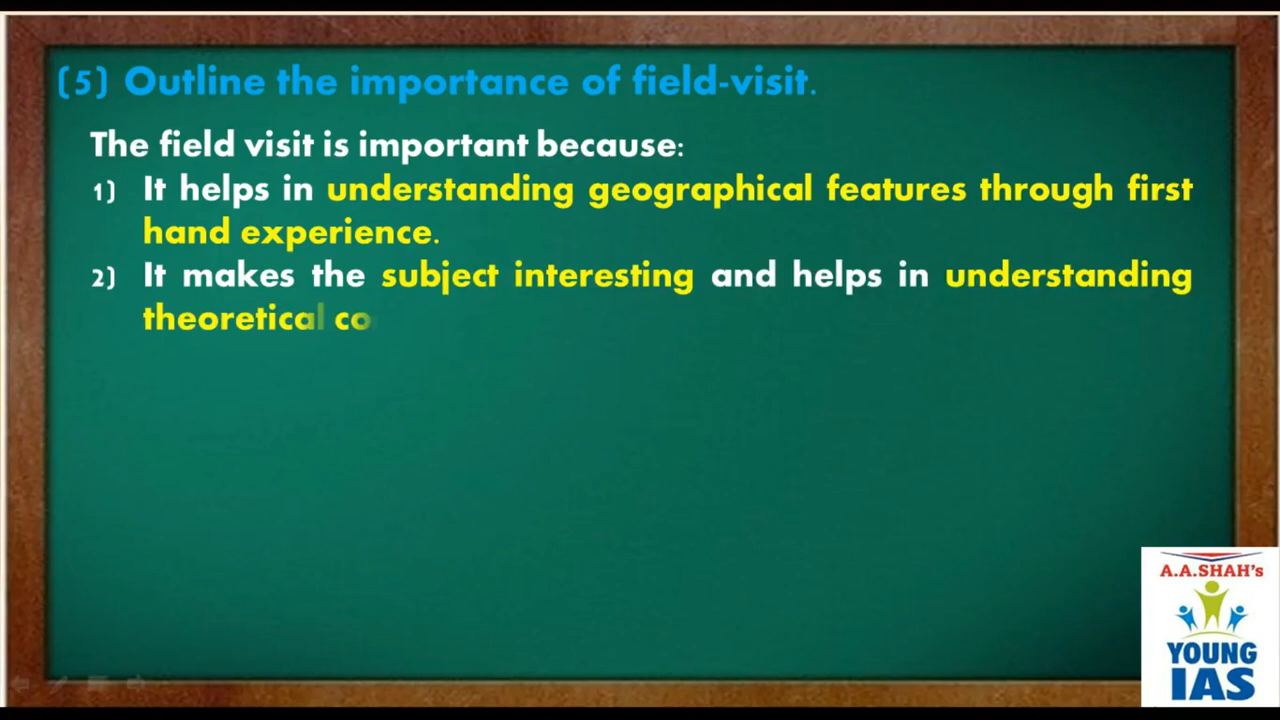 (5) Outline the importance of field-visit.
The field visit is important because:
1) It helps in understanding geographical features through first
hand experience.
2) It makes the subject interesting and helps in understanding
theoretical co
A.A.SHAH's
YOUNG
IAS